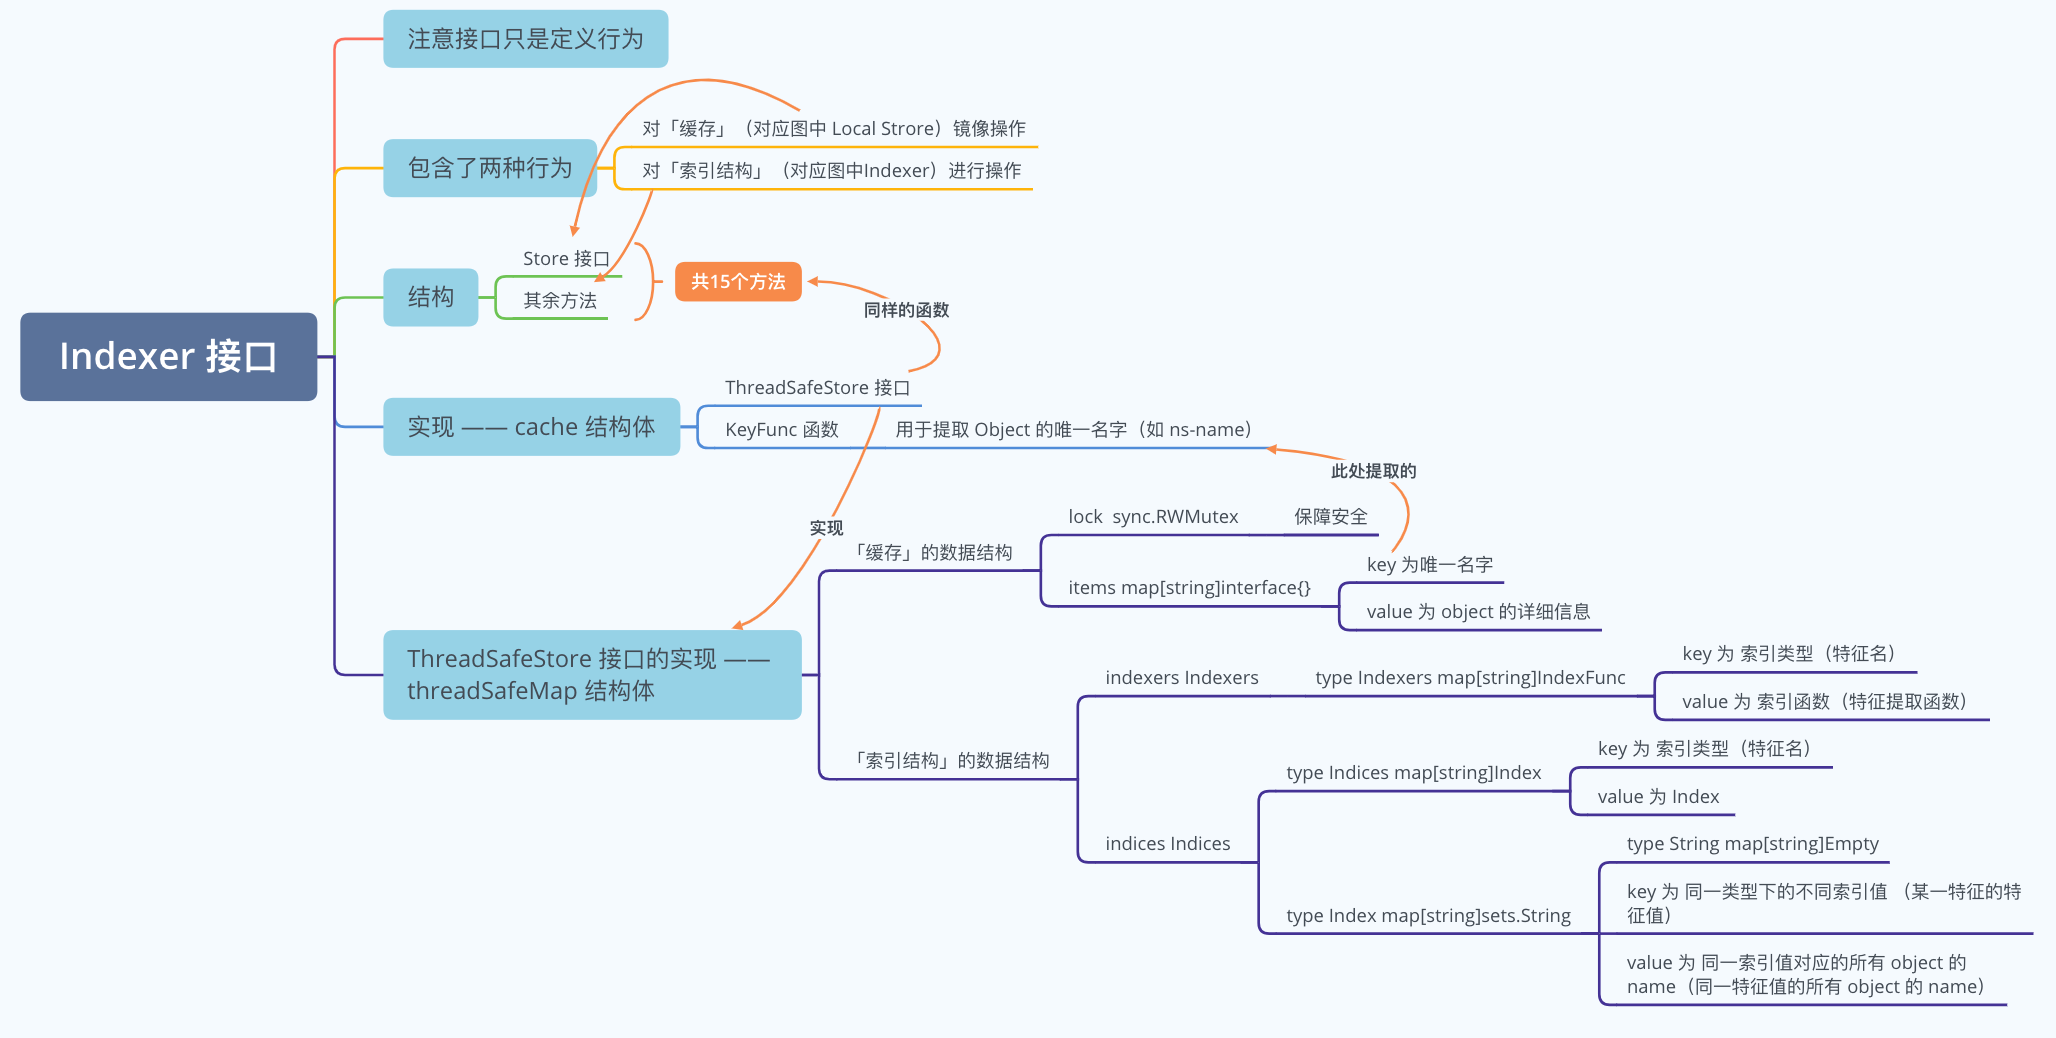 注意接口只是定义行为
对「缓存」（对应图中 Local Strore）镜像操作
包含了两种行为
对「索引结构」（对应图中Indexer）进行操作
Store 接口
共15个方法
结构
其余方法
同样的函数
Indexer 接口
ThreadSafeStore 接口
实现 —— cache 结构体
KeyFunc 函数
用于提取 Object 的唯一名字（如 ns-name）
此处提取的
lock  sync.RWMutex
保障安全
实现
「缓存」的数据结构
key 为唯一名字
items map[string]interface{}
value 为 object 的详细信息
ThreadSafeStore 接口的实现 ——
threadSafeMap 结构体
key 为 索引类型（特征名）
indexers Indexers
type Indexers map[string]IndexFunc
value 为 索引函数（特征提取函数）
「索引结构」的数据结构
key 为 索引类型（特征名）
type Indices map[string]Index
value 为 Index
indices Indices
type String map[string]Empty
key 为 同一类型下的不同索引值 （某一特征的特
征值）
type Index map[string]sets.String
value 为 同一索引值对应的所有 object 的
name（同一特征值的所有 object 的 name）